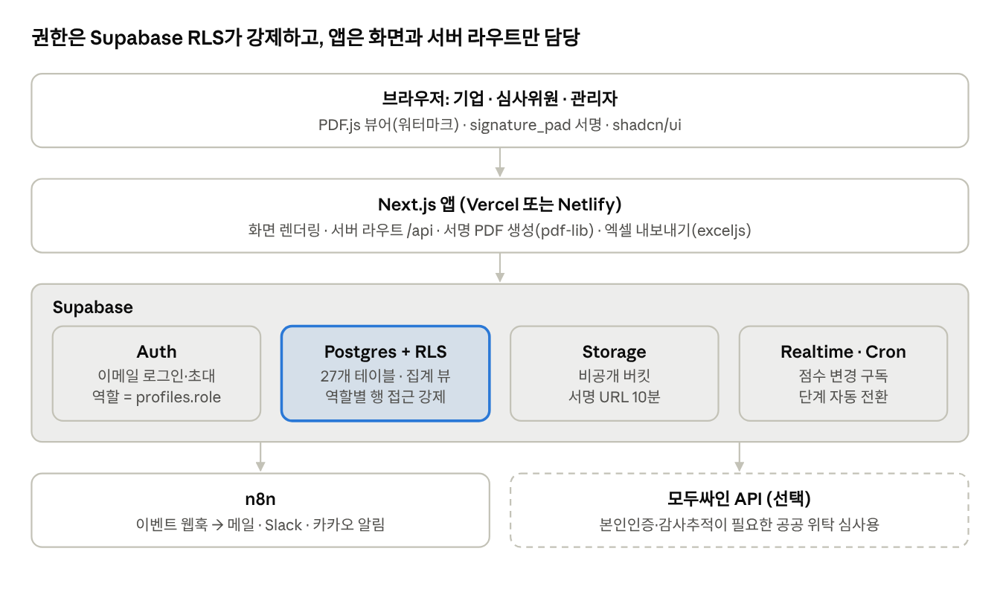 권한은 Supabase RLS가 강제하고, 앱은 화면과 서버 라우트만 담당
브라우저: 기업 · 심사위원 · 관리자
PDF.js 뷰어(워터마크) · signature_pad 서명 · shadcn/ui
Next.js 앱 (Vercel 또는 Netlify)
화면 렌더링 · 서버 라우트 /api · 서명 PDF 생성(pdf-lib) · 엑셀 내보내기(exceljs)
Supabase
Auth
이메일 로그인·초대
역할 = profiles.role
Postgres + RLS
27개 테이블 · 집계 뷰
역할별 행 접근 강제
Storage
비공개 버킷
서명 URL 10분
Realtime · Cron
점수 변경 구독
단계 자동 전환
n8n
이벤트 웹훅 → 메일 · Slack · 카카오 알림
모두싸인 API (선택)
본인인증·감사추적이 필요한 공공 위탁 심사용